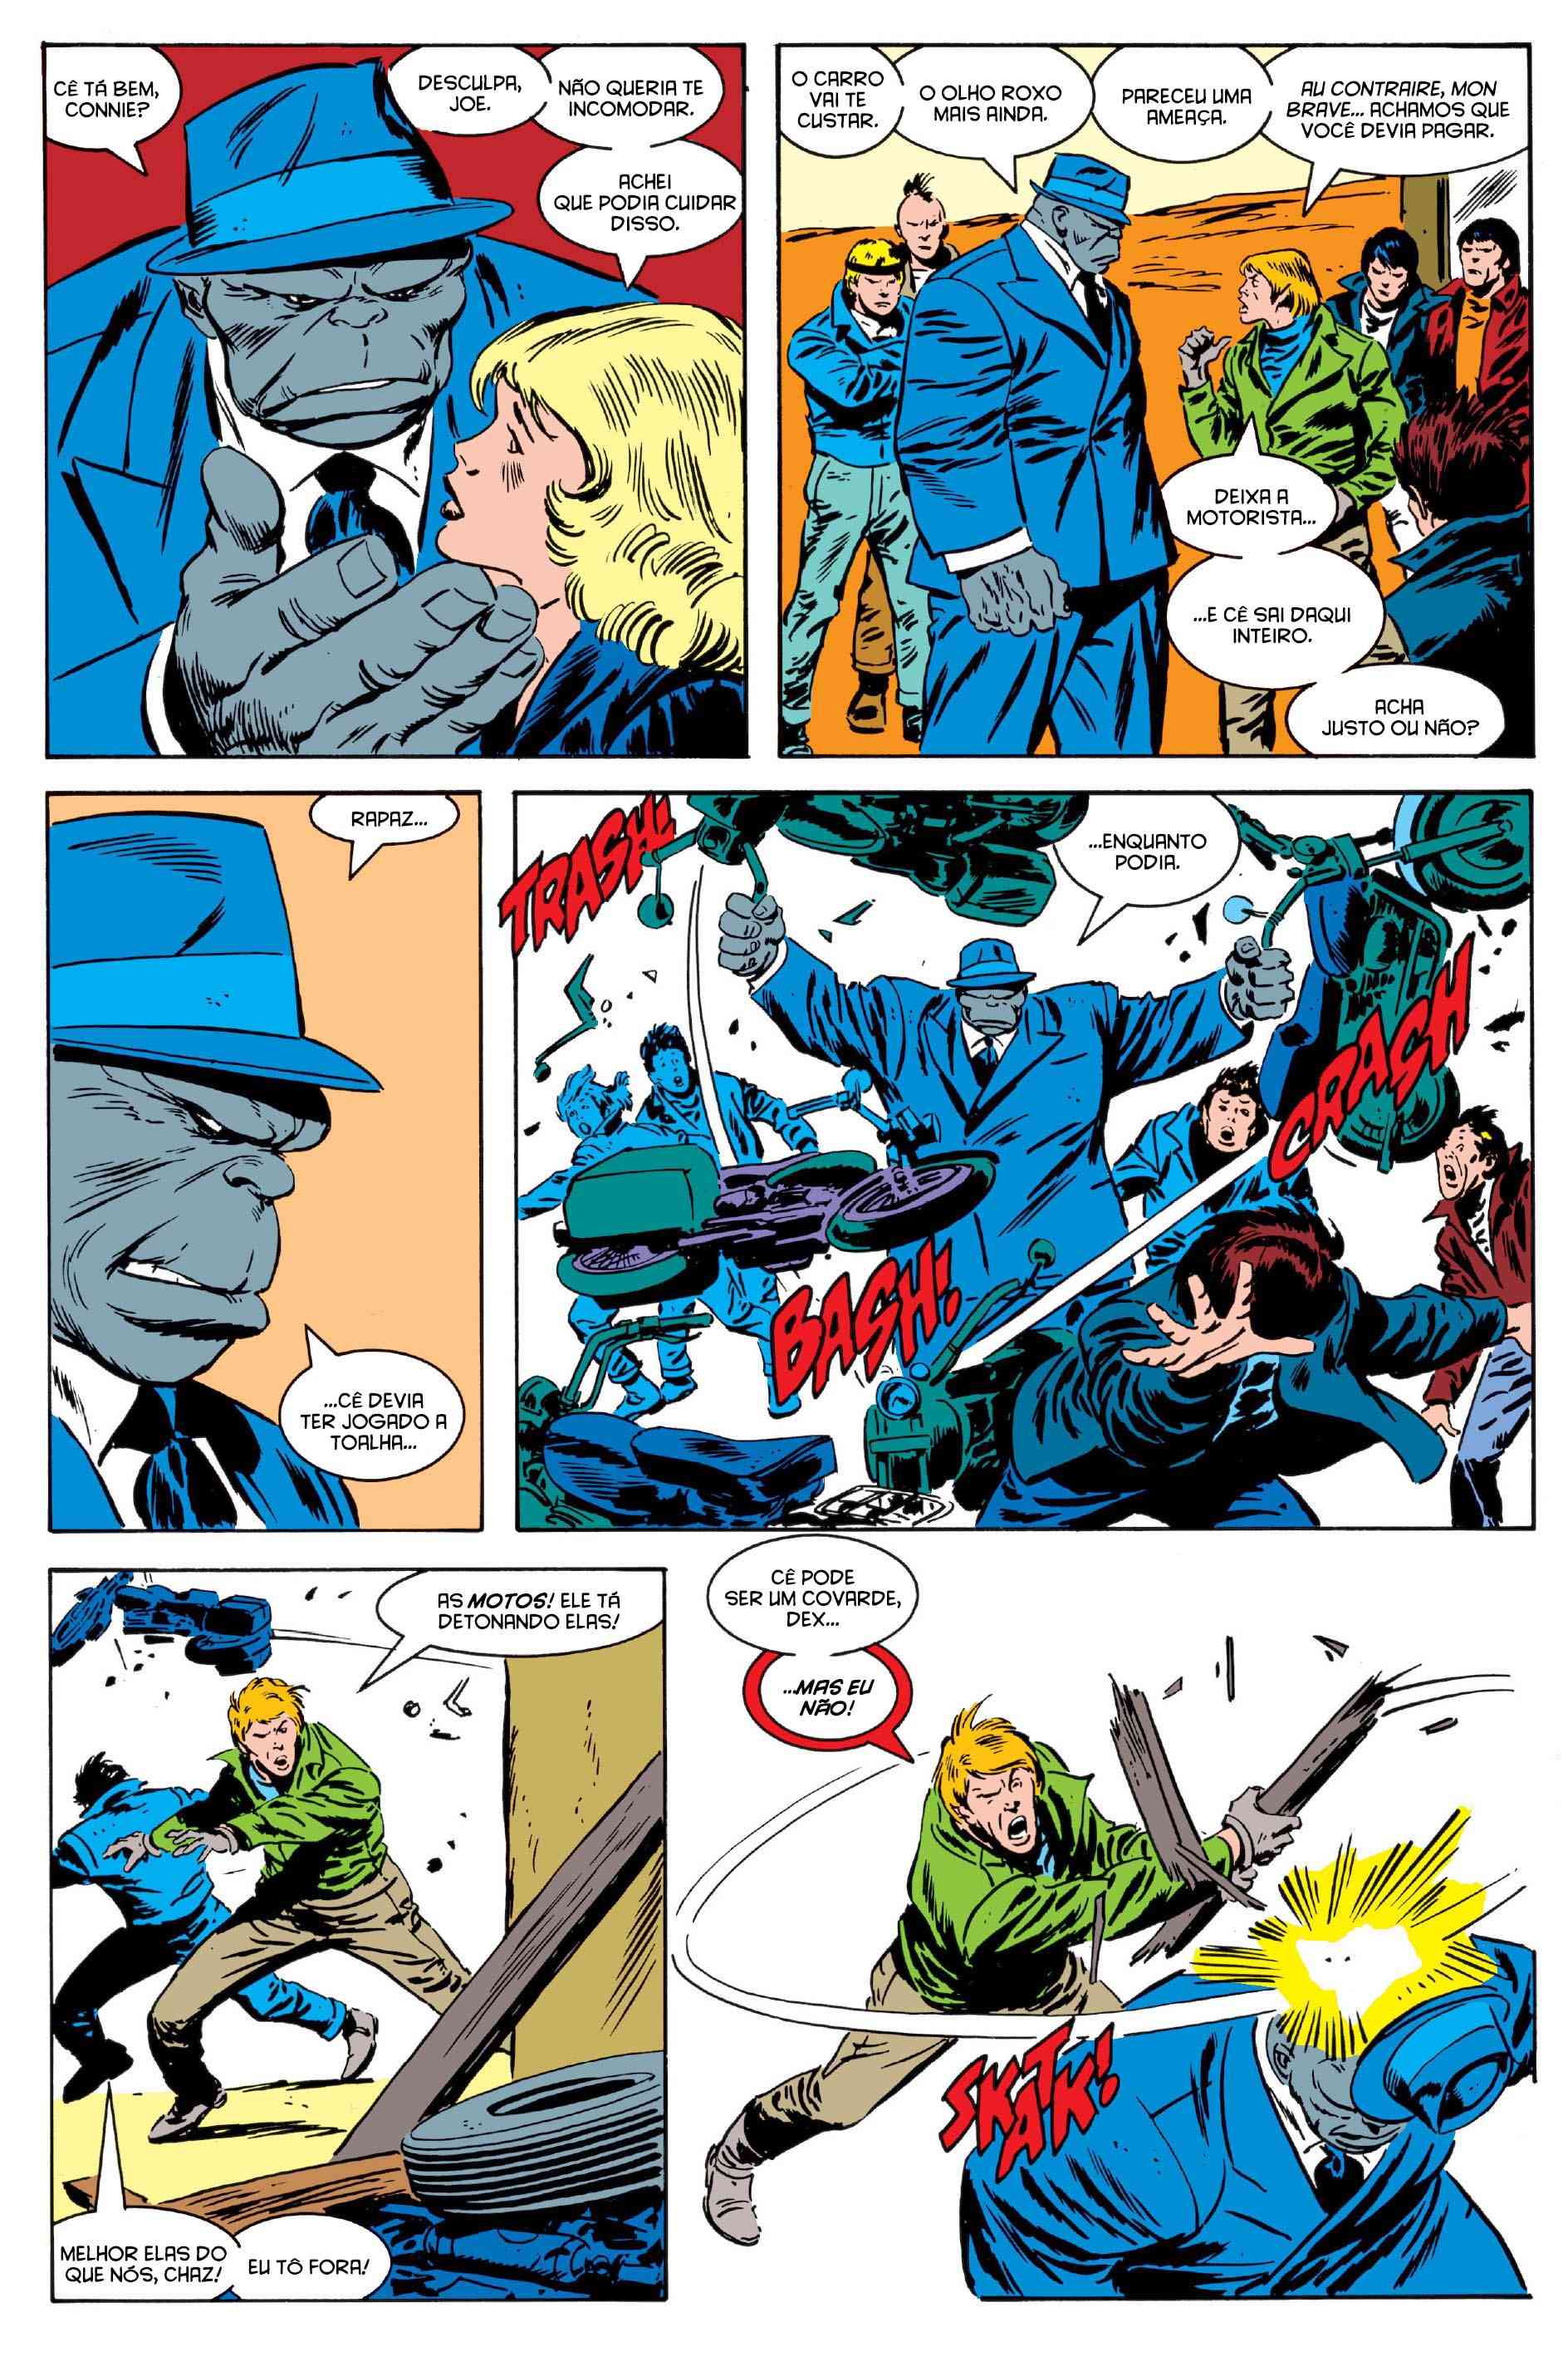 CÊ TÁ BEM,
CONNIE?
DESCULPA,
JOE.
NÃO QUERIA TE
INCOMODAR.
ACHEI
QUE PODIA CUIDAR
DISSO.
O CARRO
VAI TE
CUSTAR.
O OLHO ROXO
MAIS AINDA.
PARECEU UMA
AMEAÇA.
AU CONTRAIRE, MON
BRAVE... ACHAMOS QUE
VOCÊ DEVIA PAGAR.
DEIXA A
MOTORISTA...
...E CÊ SAI DAQUI
INTEIRO.
ACHA
JUSTO OU NÃO?
RAPAZ...
...CÊ DEVIA
TER JOGADO A
TOALHA...
TRASH!
...ENQUANTO
PODIA.
CRASH
BASH!
AS MOTOS! ELE TÁ
DETONANDO ELAS!
MELHOR ELAS DO
QUE NÓS, CHAZ!
EU TÔ FORA!
CÊ PODE
SER UM COVARDE,
DEX...
...MAS EU
NÃO!
SKATK!